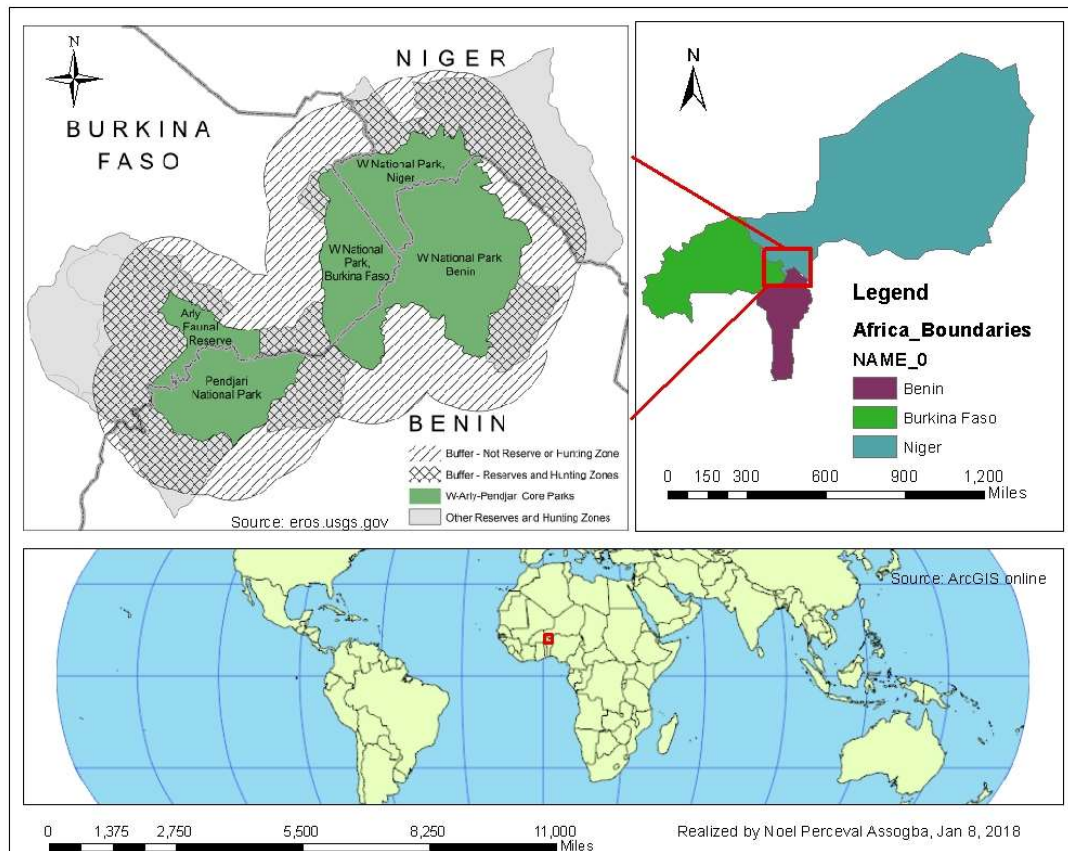 N
NIGER
BURKINA
FASO
W National Park,
Niger
W National
Park,
Burkina Faso
W National Park
Benin
Arly
Faunal
Reserve
Pendjari
National Park
BENIN
Buffer - Not Reserve or Hunting Zone
Buffer - Reserves and Hunting Zones
W-Arly-Pendjari Core Parks
Other Reserves and Hunting Zones
Source: eros.usgs.gov
N
Legend
Africa_Boundaries
NAME_0
Benin
Burkina Faso
Niger
0 150 300 600 900 1,200
Miles
Source: ArcGIS online
0 1,375 2,750 5,500 8,250 11,000
Miles
Realized by Noel Perceval Assogba, Jan 8, 2018